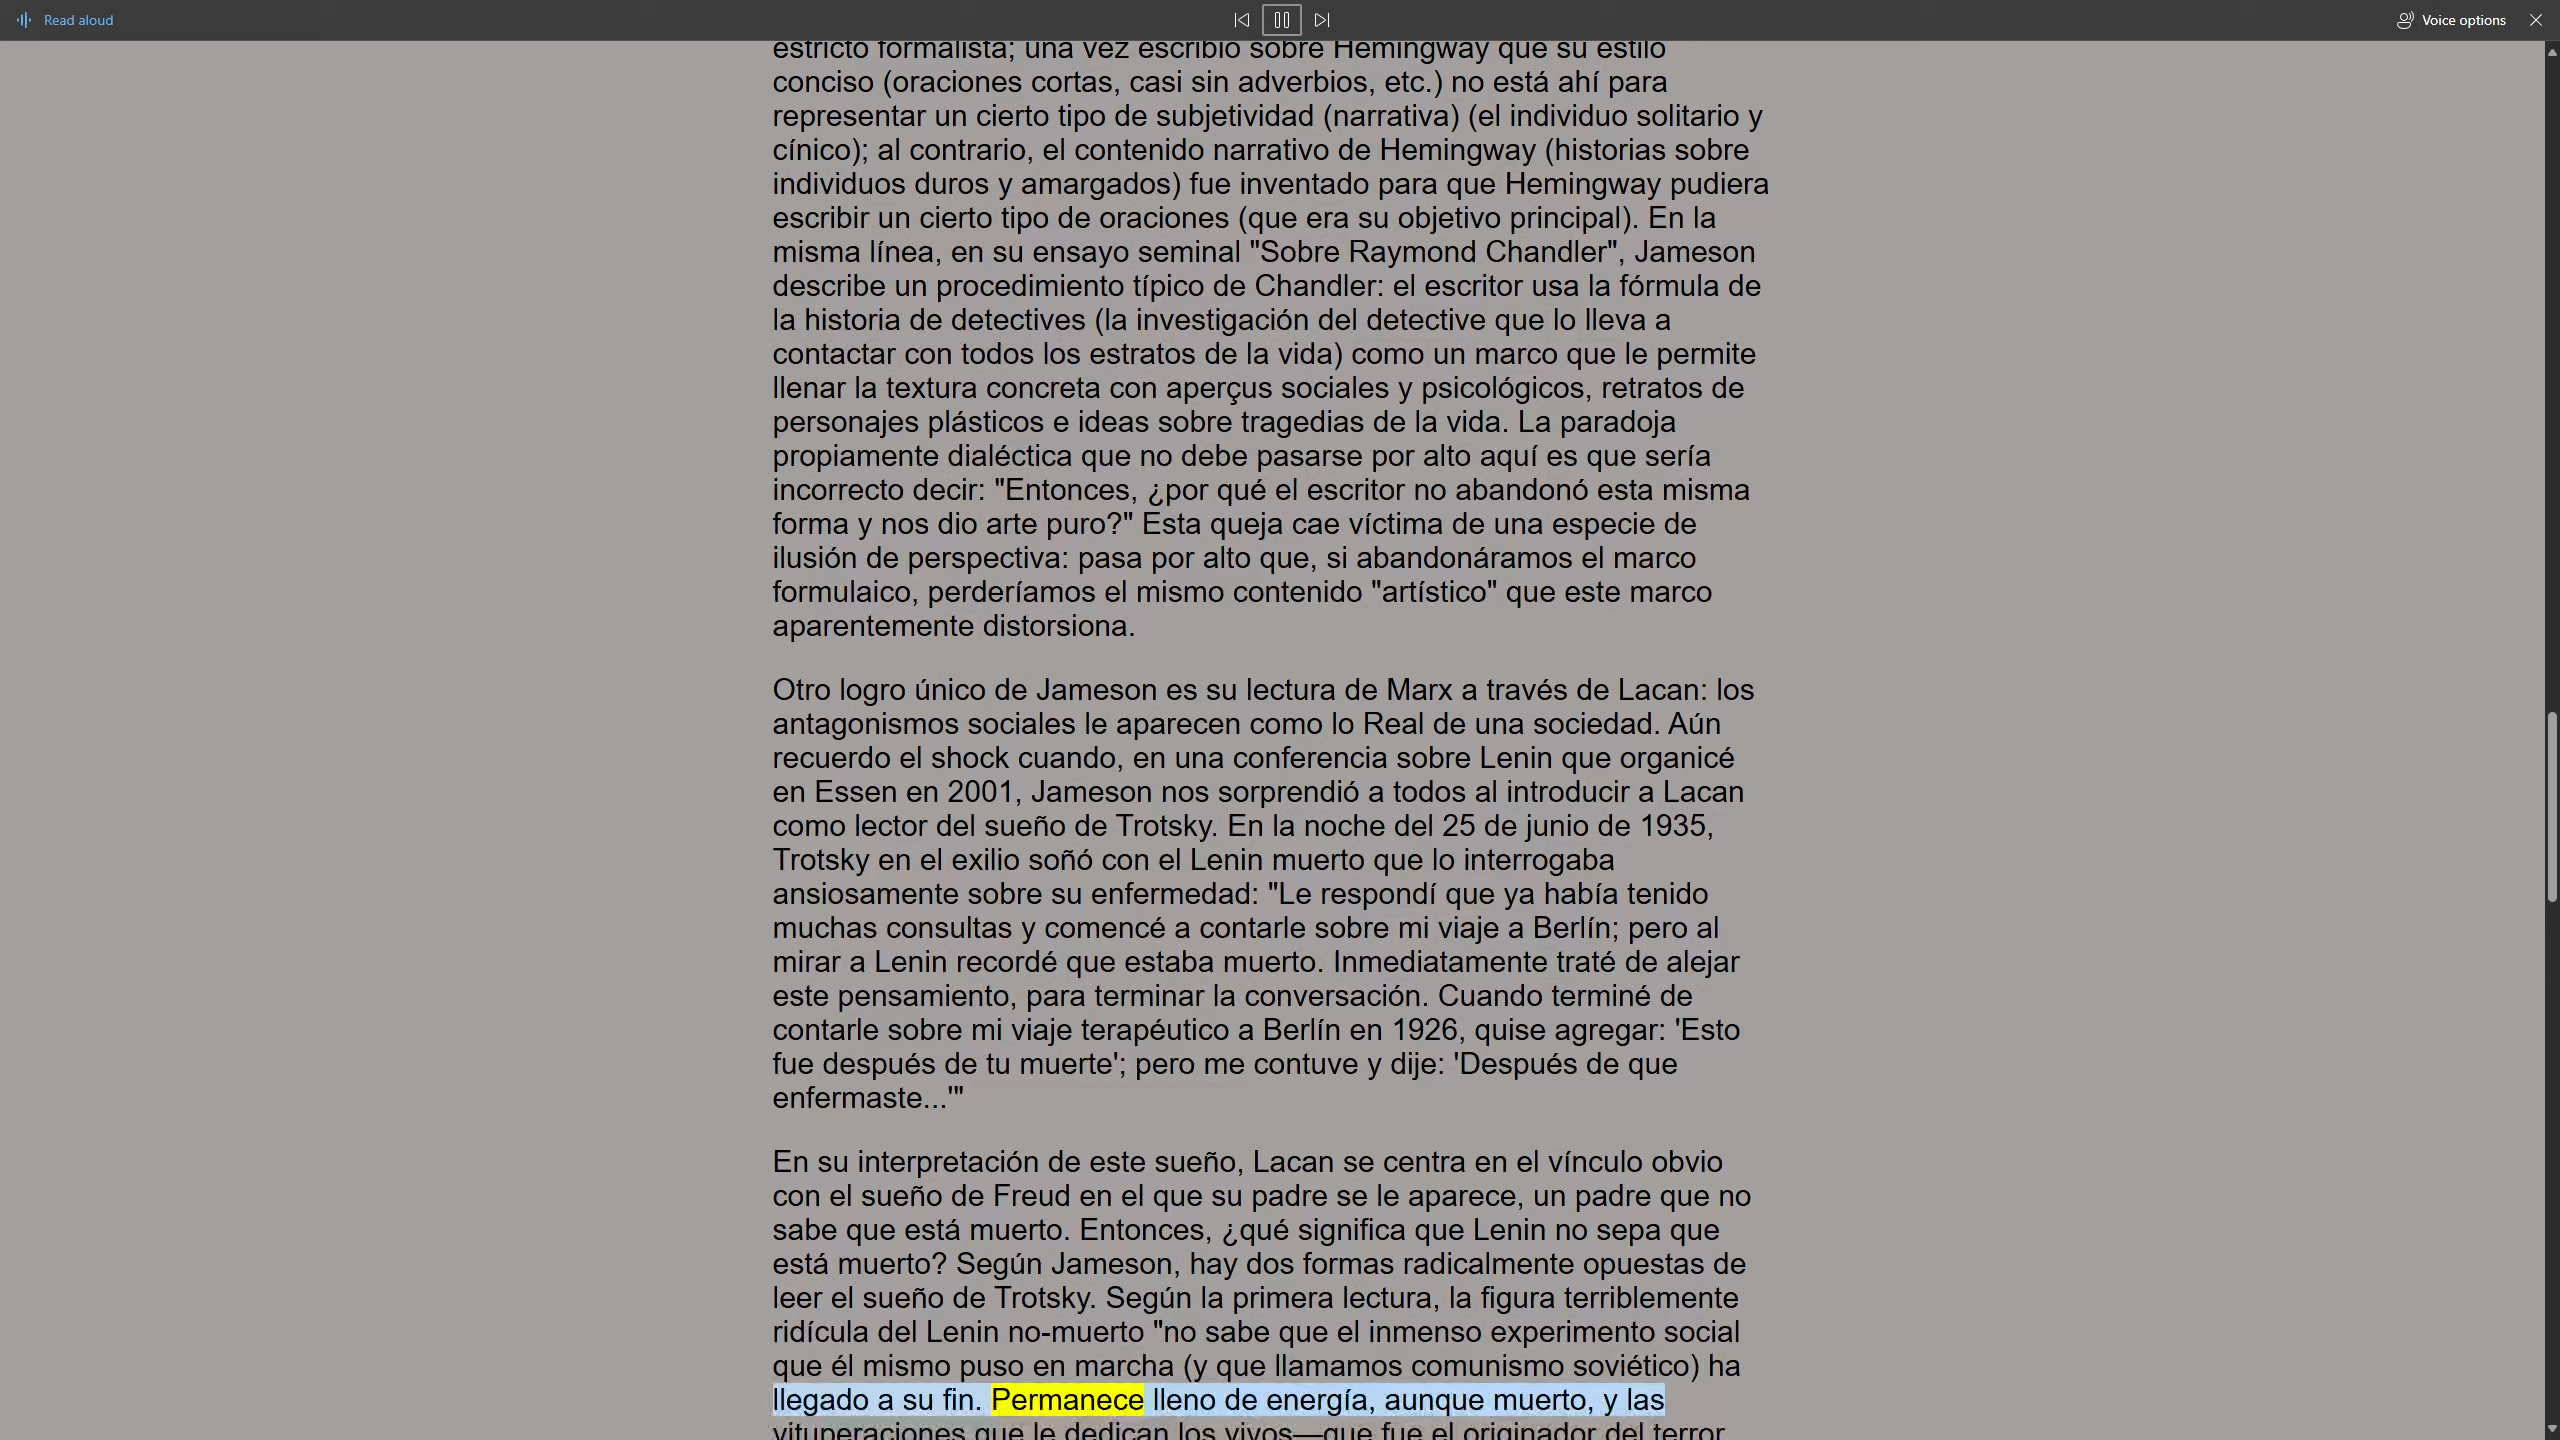 Read aloud
Voice options
estricto formalista; una vez escribió sobre Hemingway que su estilo
conciso (oraciones cortas, casi sin adverbios, etc.) no está ahí para
representar un cierto tipo de subjetividad (narrativa) (el individuo solitario y
cínico); al contrario, el contenido narrativo de Hemingway (historias sobre
individuos duros y amargados) fue inventado para que Hemingway pudiera
escribir un cierto tipo de oraciones (que era su objetivo principal). En la
misma línea, en su ensayo seminal "Sobre Raymond Chandler", Jameson
describe un procedimiento típico de Chandler: el escritor usa la fórmula de
la historia de detectives (la investigación del detective que lo lleva a
contactar con todos los estratos de la vida) como un marco que le permite
llenar la textura concreta con aperçus sociales y psicológicos, retratos de
personajes plásticos e ideas sobre tragedias de la vida. La paradoja
propiamente dialéctica que no debe pasarse por alto aquí es que sería
incorrecto decir: "Entonces, ¿por qué el escritor no abandonó esta misma
forma y nos dio arte puro?" Esta queja cae víctima de una especie de
ilusión de perspectiva: pasa por alto que, si abandonáramos el marco
formulaico, perderíamos el mismo contenido "artístico" que este marco
aparentemente distorsiona.
Otro logro único de Jameson es su lectura de Marx a través de Lacan: los
antagonismos sociales le aparecen como lo Real de una sociedad. Aún
recuerdo el shock cuando, en una conferencia sobre Lenin que organicé
en Essen en 2001, Jameson nos sorprendió a todos al introducir a Lacan
como lector del sueño de Trotsky. En la noche del 25 de junio de 1935,
Trotsky en el exilio soñó con el Lenin muerto que lo interrogaba
ansiosamente sobre su enfermedad: "Le respondí que ya había tenido
muchas consultas y comencé a contarle sobre mi viaje a Berlín; pero al
mirar a Lenin recordé que estaba muerto. Inmediatamente traté de alejar
este pensamiento, para terminar la conversación. Cuando terminé de
contarle sobre mi viaje terapéutico a Berlín en 1926, quise agregar: 'Esto
fue después de tu muerte'; pero me contuve y dije: 'Después de que
enfermaste...'"
En su interpretación de este sueño, Lacan se centra en el vínculo obvio
con el sueño de Freud en el que su padre se le aparece, un padre que no
sabe que está muerto. Entonces, ¿qué significa que Lenin no sepa que
está muerto? Según Jameson, hay dos formas radicalmente opuestas de
leer el sueño de Trotsky. Según la primera lectura, la figura terriblemente
ridícula del Lenin no-muerto "no sabe que el inmenso experimento social
que él mismo puso en marcha (y que llamamos comunismo soviético) ha
llegado a su fin. Permanece lleno de energía, aunque muerto, y las
vituperaciones que le dedican los vivos—que fue el originador del terror